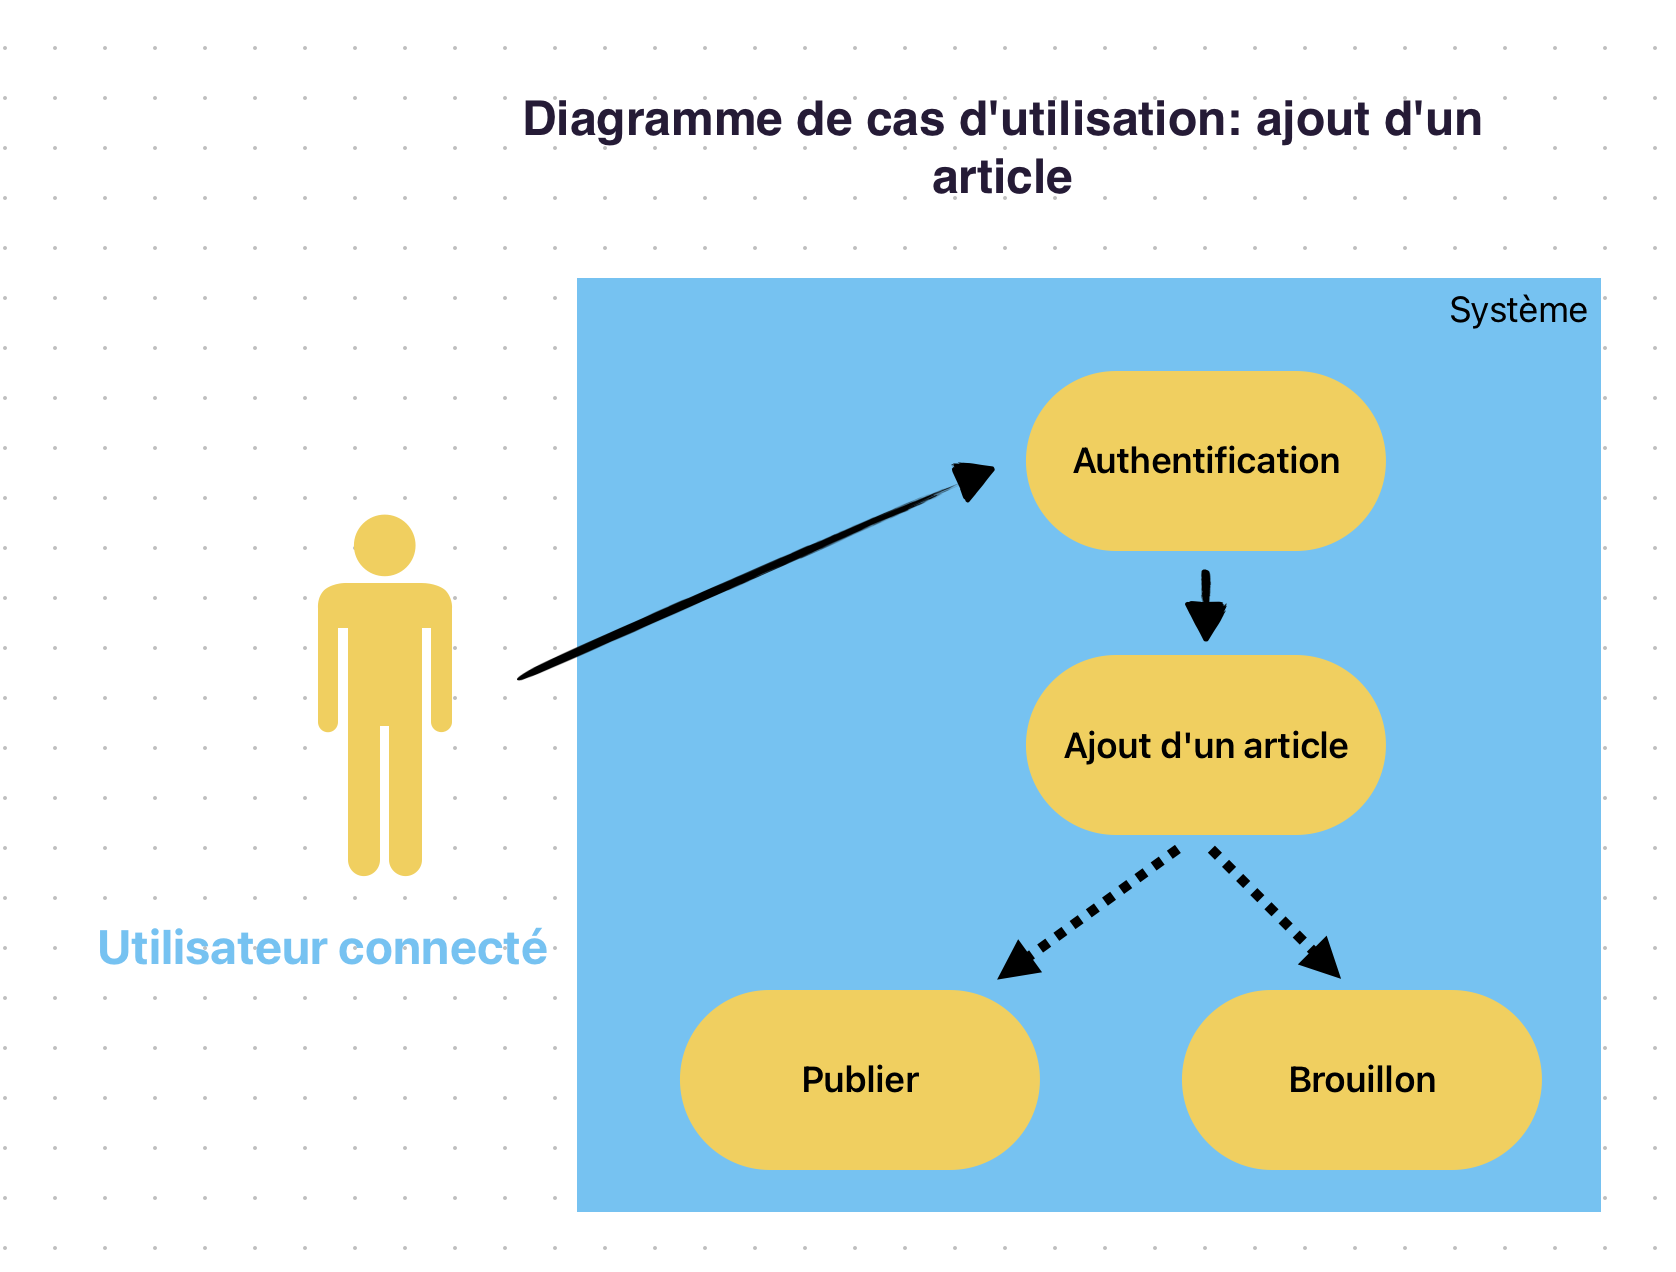 Diagramme de cas d'utilisation: ajout d'un
article
Système
Authentification
Ajout d'un article
Utilisateur connecté
Publier
Brouillon